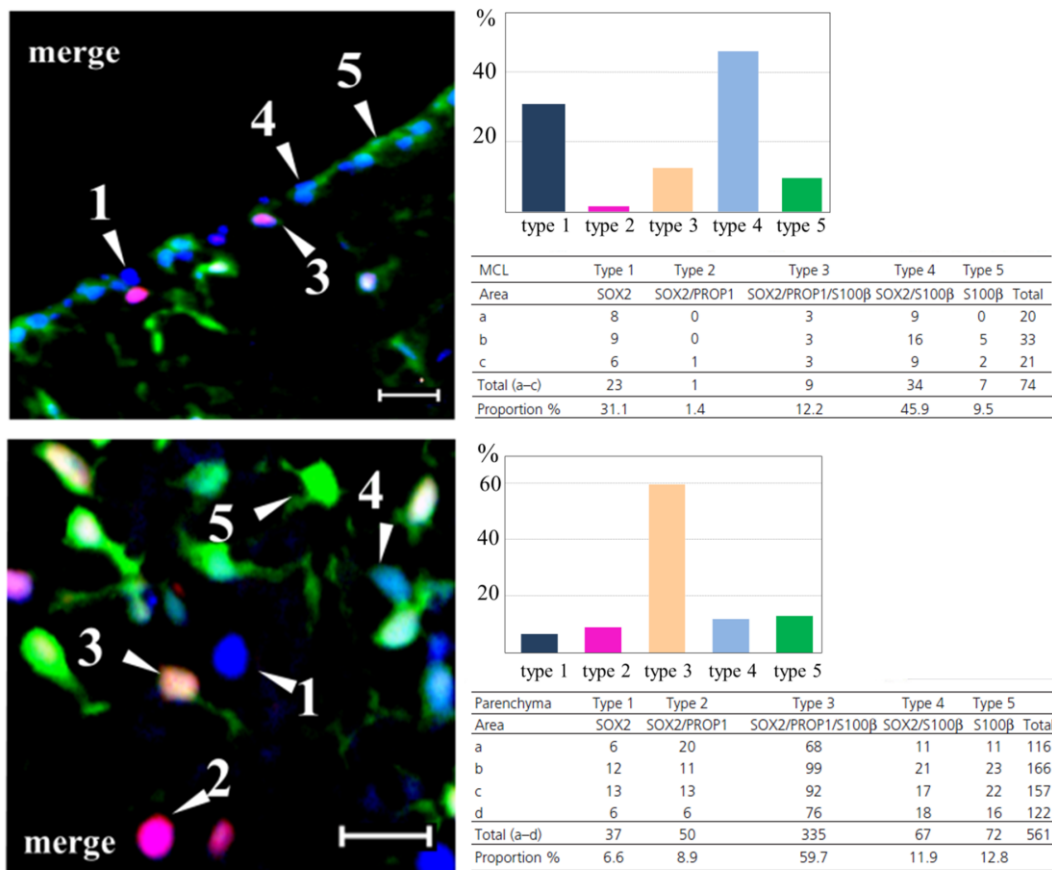 merge
1
3
4
5
%
40
20
type 1 type 2 type 3 type 4 type 5
MCL Type 1 Type 2 Type 3 Type 4 Type 5
Area SOX2 SOX2/PROP1 SOX2/PROP1/S100β SOX2/S100β S100β Total
a 8 0 3 9 0 20
b 9 0 3 16 5 33
c 6 1 3 9 2 21
Total (a–c) 23 1 9 34 7 74
Proportion % 31.1 1.4 12.2 45.9 9.5
5
4
3
1
2
merge
%
60
40
20
type 1 type 2 type 3 type 4 type 5
Parenchyma Type 1 Type 2 Type 3 Type 4 Type 5
Area SOX2 SOX2/PROP1 SOX2/PROP1/S100β SOX2/S100β S100β Total
a 6 20 68 11 11 116
b 12 11 99 21 23 166
c 13 13 92 17 22 157
d 6 6 76 18 16 122
Total (a–d) 37 50 335 67 72 561
Proportion % 6.6 8.9 59.7 11.9 12.8